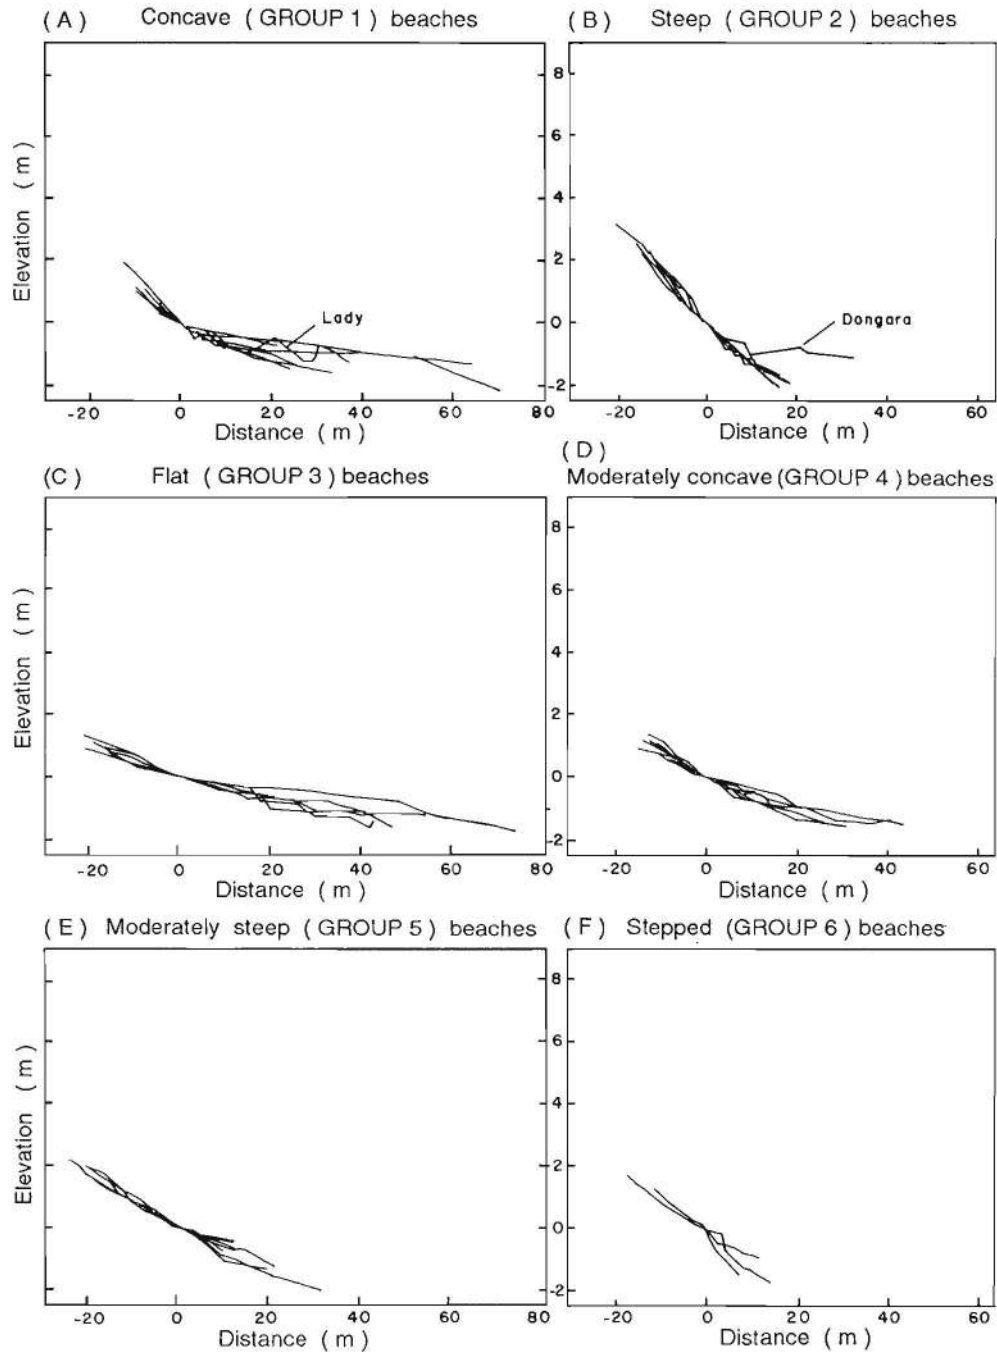 (A) Concave (GROUP 1) beaches
(B) Steep (GROUP 2) beaches
Elevation (m)
8
6
4
2
0
-2
Lady
Dongara
-20 0 20 40 60 80
-20 0 20 40 60
Distance (m)
Distance (m)
(C) Flat (GROUP 3) beaches
(D)
Moderately concave (GROUP 4) beaches
Elevation (m)
8
6
4
2
0
-2
-20 0 20 40 60 80
-20 0 20 40 60
Distance (m)
Distance (m)
(E) Moderately steep (GROUP 5) beaches
(F) Stepped (GROUP 6) beaches
Elevation (m)
8
6
4
2
0
-2
-20 0 20 40 60 80
-20 0 20 40 60
Distance (m)
Distance (m)